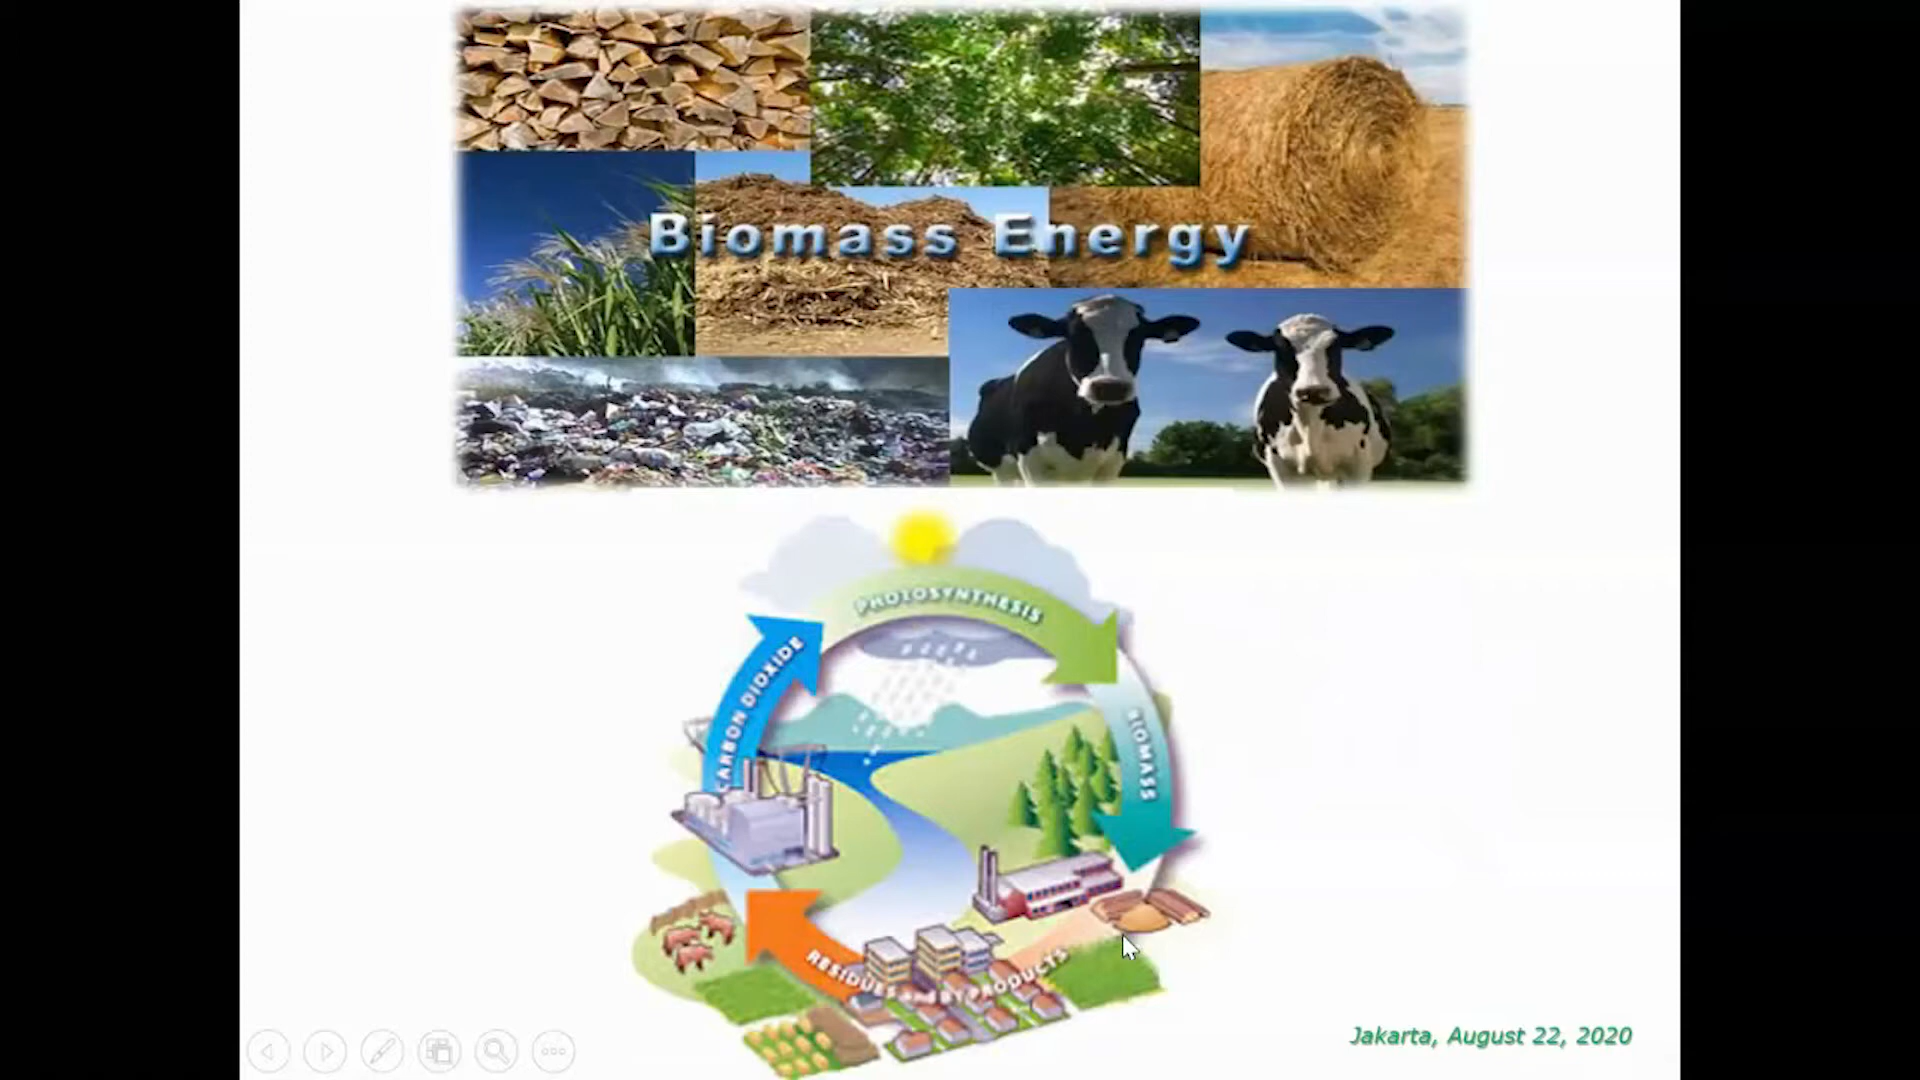 Biomass Energy
PHOTOSYNTHESIS
CARBON DIOXIDE
BIOMASS
RESIDUES and BY PRODUCTS
Jakarta, August 22, 2020